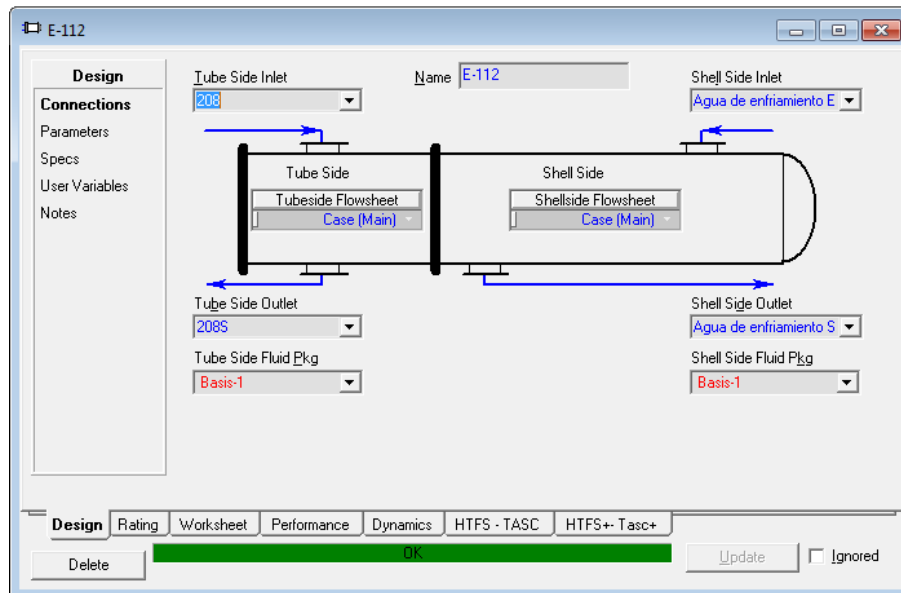 E-112
Design
Connections
Parameters
Specs
User Variables
Notes
Tube Side Inlet
208
Name E-112
Shell Side Inlet
Agua de enfriamiento E
Tube Side
Tubeside Flowsheet
Case (Main)
Shell Side
Shellside Flowsheet
Case (Main)
Tube Side Outlet
208S
Tube Side Fluid Pkg
Basis-1
Shell Side Outlet
Agua de enfriamiento S
Shell Side Fluid Pkg
Basis-1
Design Rating Worksheet Performance Dynamics HTFS - TASC HTFS+- Tasc+
Delete OK Update Ignored